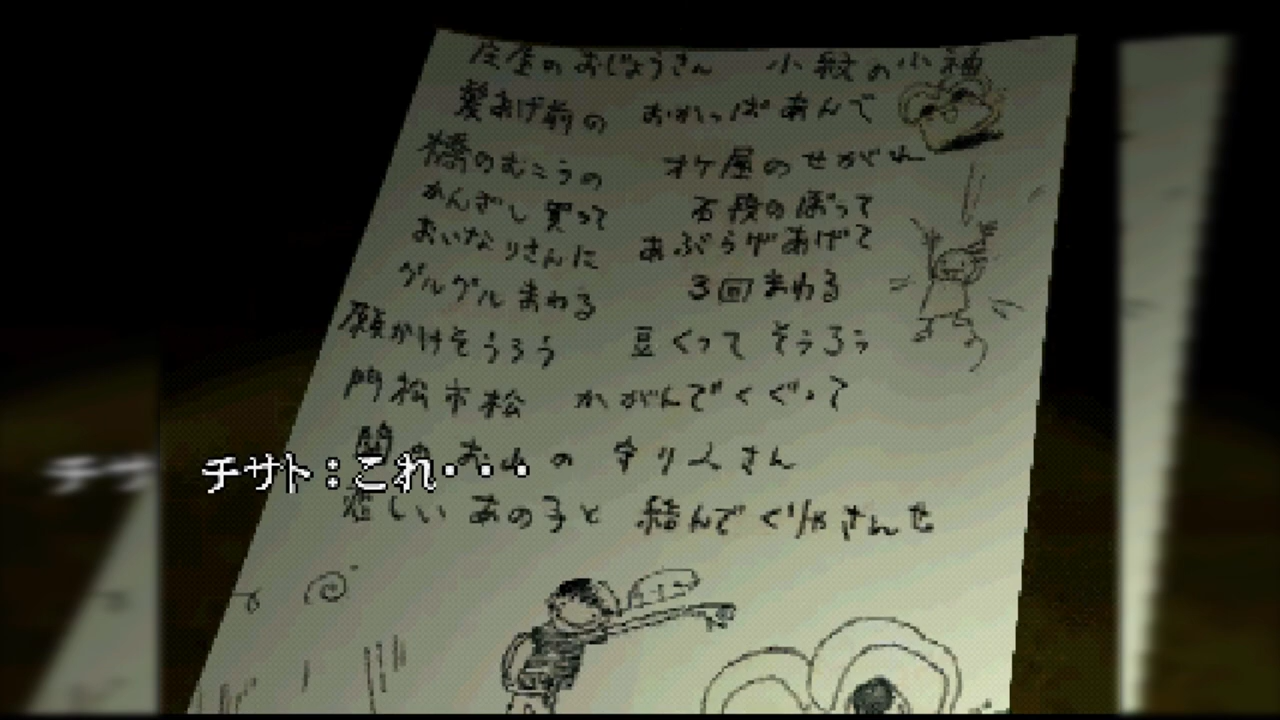 庄屋のおじょうさん 小紋の小袖
髪あげ前の おかっぱあんで
橋のむこうの オケ屋のせがれ
かんざし買って 石段のぼって
おいなりさんに あぶらげあげて
グルグルまわる 3回まわる
願かけそうろう 豆くって そうろう
門松市松 かがんでくぐって
関のお山の 守り人さん
チサト：これ・・・
恋しい あの子と 結んでくりゃさんせ